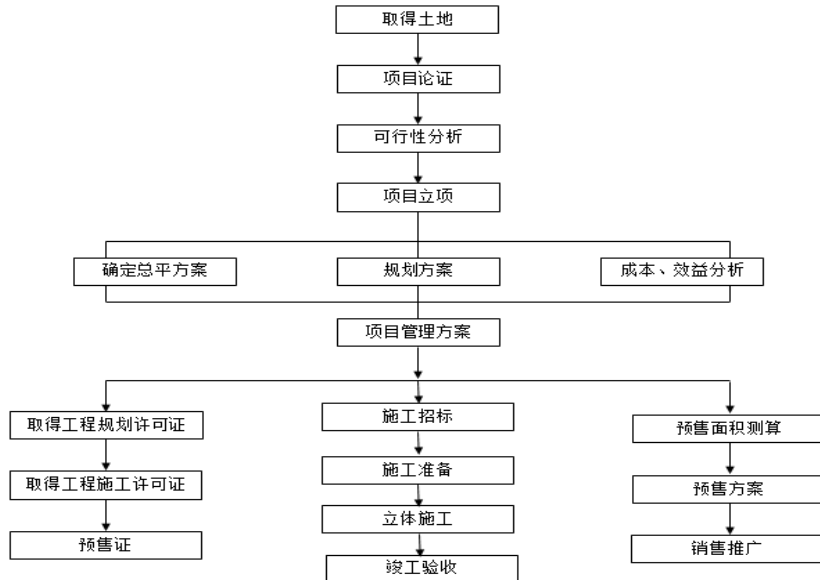 取得土地
项目论证
可行性分析
项目立项
确定总平方案
规划方案
成本、效益分析
项目管理方案
取得工程规划许可证
施工招标
预售面积测算
取得工程施工许可证
施工准备
预售方案
预售证
立体施工
销售推广
竣工验收